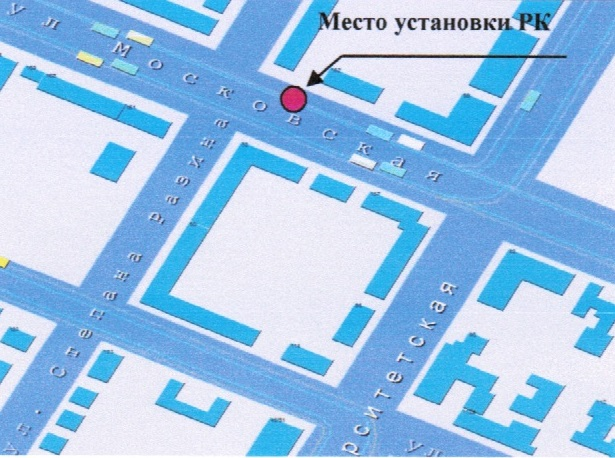 Место установки РК
ул Московская
ул. Степана Разина
рситетская
ул